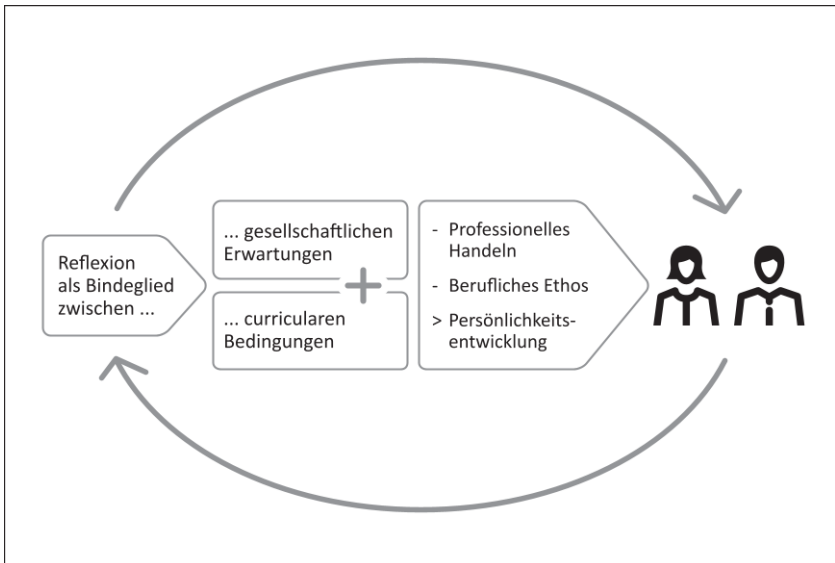 Reflexion
als Bindeglied
zwischen ...
... gesellschaftlichen
Erwartungen
... curricularen
Bedingungen
- Professionelles
Handeln
- Berufliches Ethos
> Persönlichkeits-
entwicklung